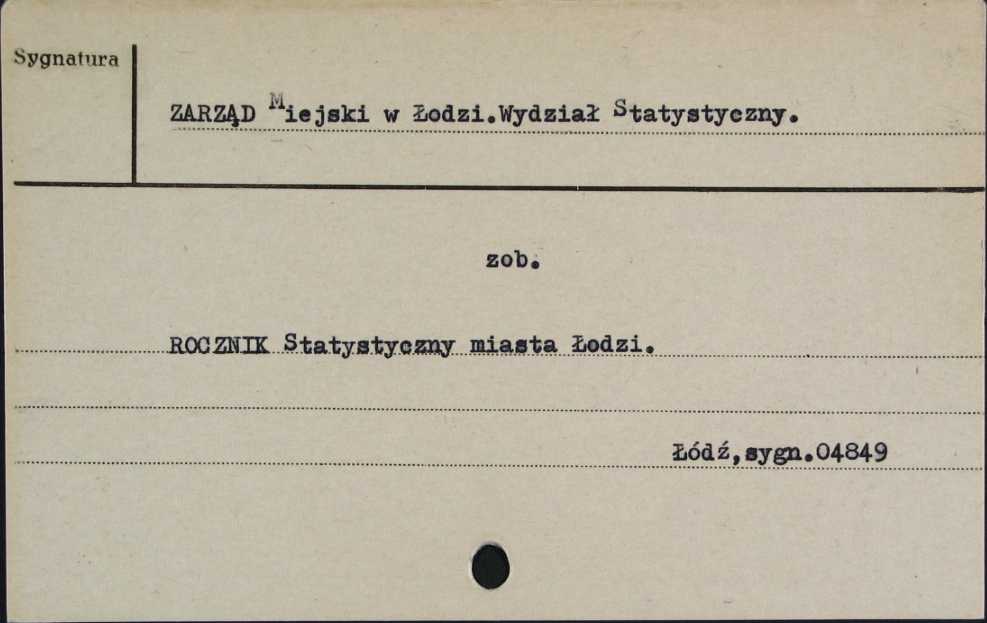 Sygnatura
ZARZĄD Miejski w Łodzi.Wydział Statystyczny.
zob.
ROCZNIK Statystyczny miasta Łodzi.
Łódź,sygn.04849